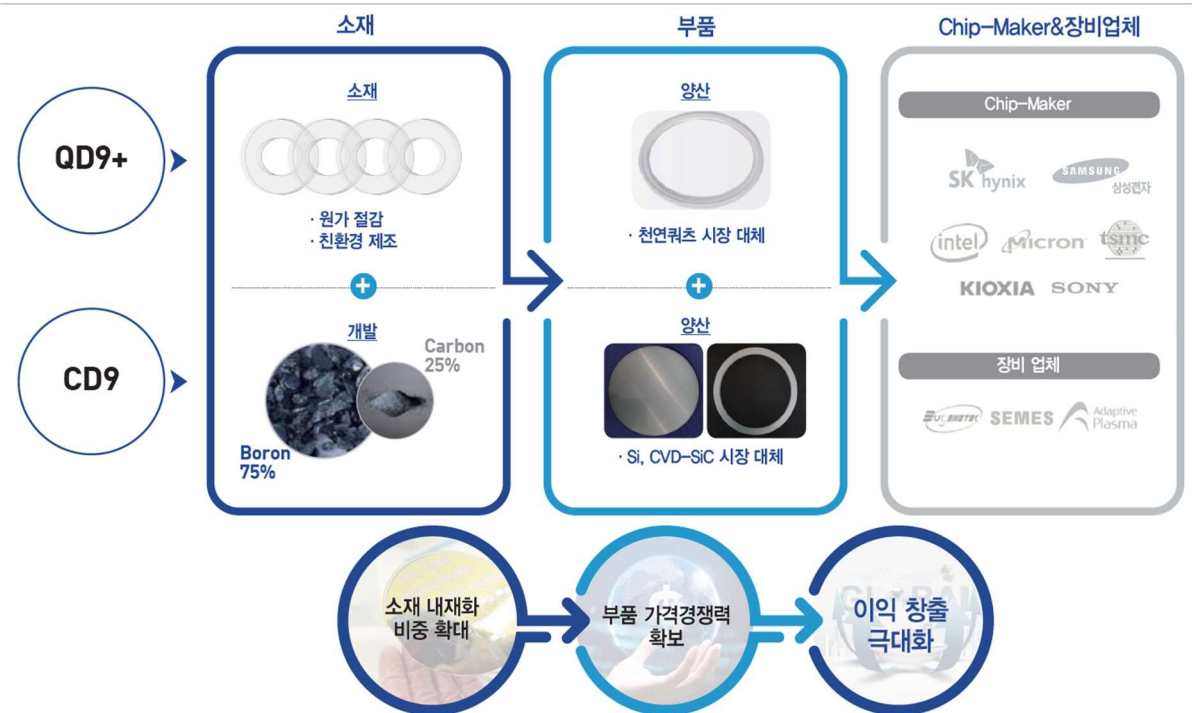 소재
부품
Chip-Maker&장비업체
QD9+
소재
· 원가 절감
· 친환경 제조
양산
· 천연쿼츠 시장 대체
Chip-Maker
SK hynix
SAMSUNG
삼성전자
intel
Micron
tsmc
KIOXIA
SONY
CD9
개발
Carbon
25%
Boron
75%
양산
· Si, CVD-SiC 시장 대체
장비 업체
SEMES
Adaptive
Plasma
소재 내재화
비중 확대
부품 가격경쟁력
확보
GLOBAL
이익 창출
극대화